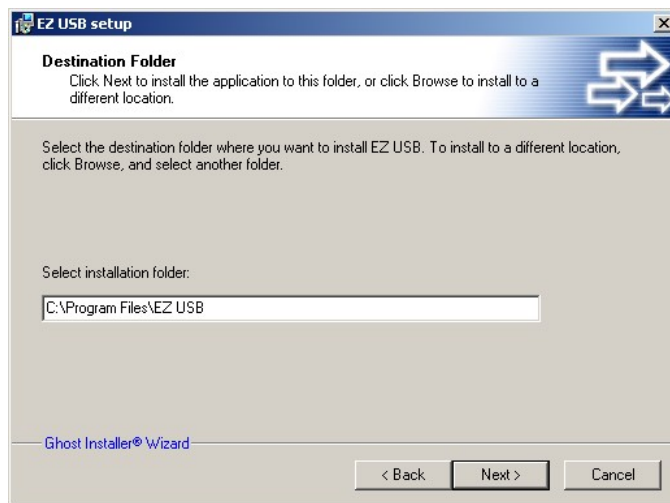 EZ USB setup
Destination Folder
Click Next to install the application to this folder, or click Browse to install to a
different location.
Select the destination folder where you want to install EZ USB. To install to a different location,
click Browse, and select another folder.
Select installation folder:
C:\Program Files\EZ USB
Ghost Installer® Wizard
< Back Next > Cancel